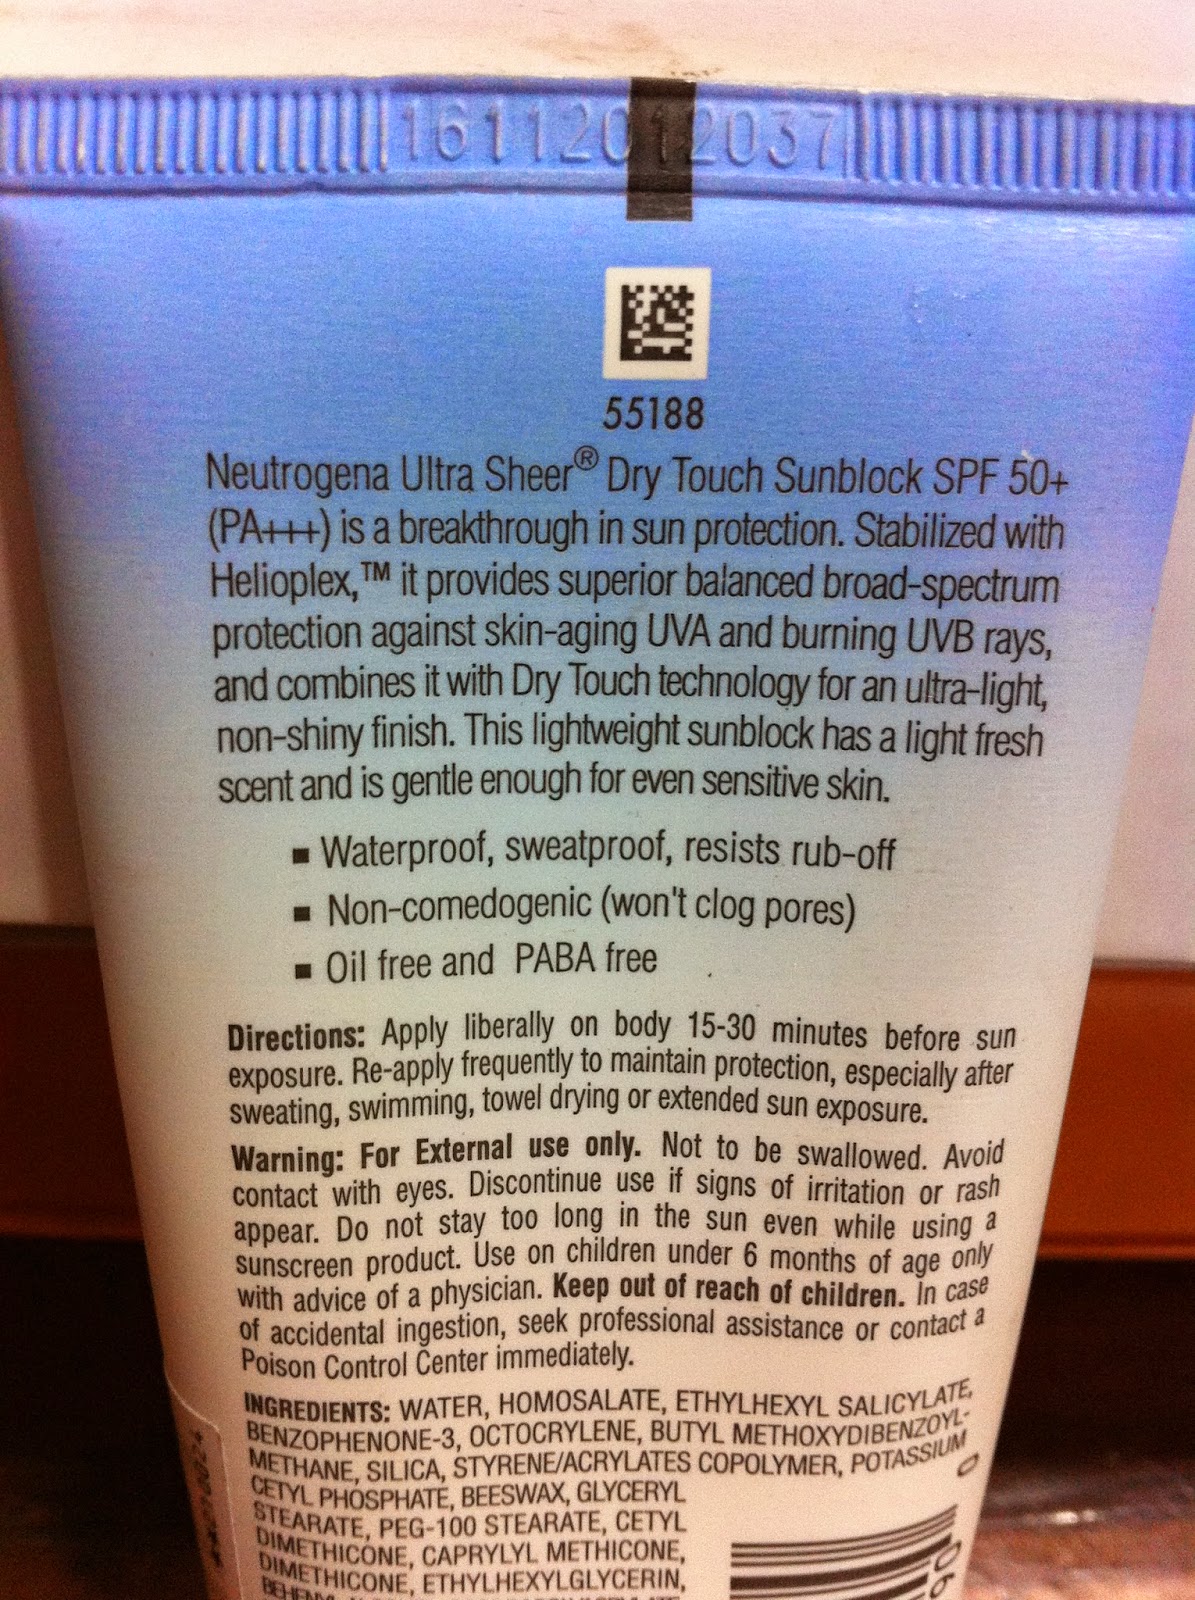 16112012037
55188
Neutrogena Ultra Sheer® Dry Touch Sunblock SPF 50+
(PA+++) is a breakthrough in sun protection. Stabilized with
Helioplex,™ it provides superior balanced broad-spectrum
protection against skin-aging UVA and burning UVB rays,
and combines it with Dry Touch technology for an ultra-light,
non-shiny finish. This lightweight sunblock has a light fresh
scent and is gentle enough for even sensitive skin.
▪ Waterproof, sweatproof, resists rub-off
▪ Non-comedogenic (won't clog pores)
▪ Oil free and PABA free
Directions: Apply liberally on body 15-30 minutes before sun
exposure. Re-apply frequently to maintain protection, especially after
sweating, swimming, towel drying or extended sun exposure.
Warning: For External use only. Not to be swallowed. Avoid
contact with eyes. Discontinue use if signs of irritation or rash
appear. Do not stay too long in the sun even while using a
sunscreen product. Use on children under 6 months of age only
with advice of a physician. Keep out of reach of children. In case
of accidental ingestion, seek professional assistance or contact a
Poison Control Center immediately.
INGREDIENTS: WATER, HOMOSALATE, ETHYLHEXYL SALICYLATE,
BENZOPHENONE-3, OCTOCRYLENE, BUTYL METHOXYDIBENZOYL-
METHANE, SILICA, STYRENE/ACRYLATES COPOLYMER, POTASSIUM
CETYL PHOSPHATE, BEESWAX, GLYCERYL
STEARATE, PEG-100 STEARATE, CETYL
DIMETHICONE, CAPRYLYL METHICONE,
DIMETHICONE, ETHYLHEXYLGLYCERIN,